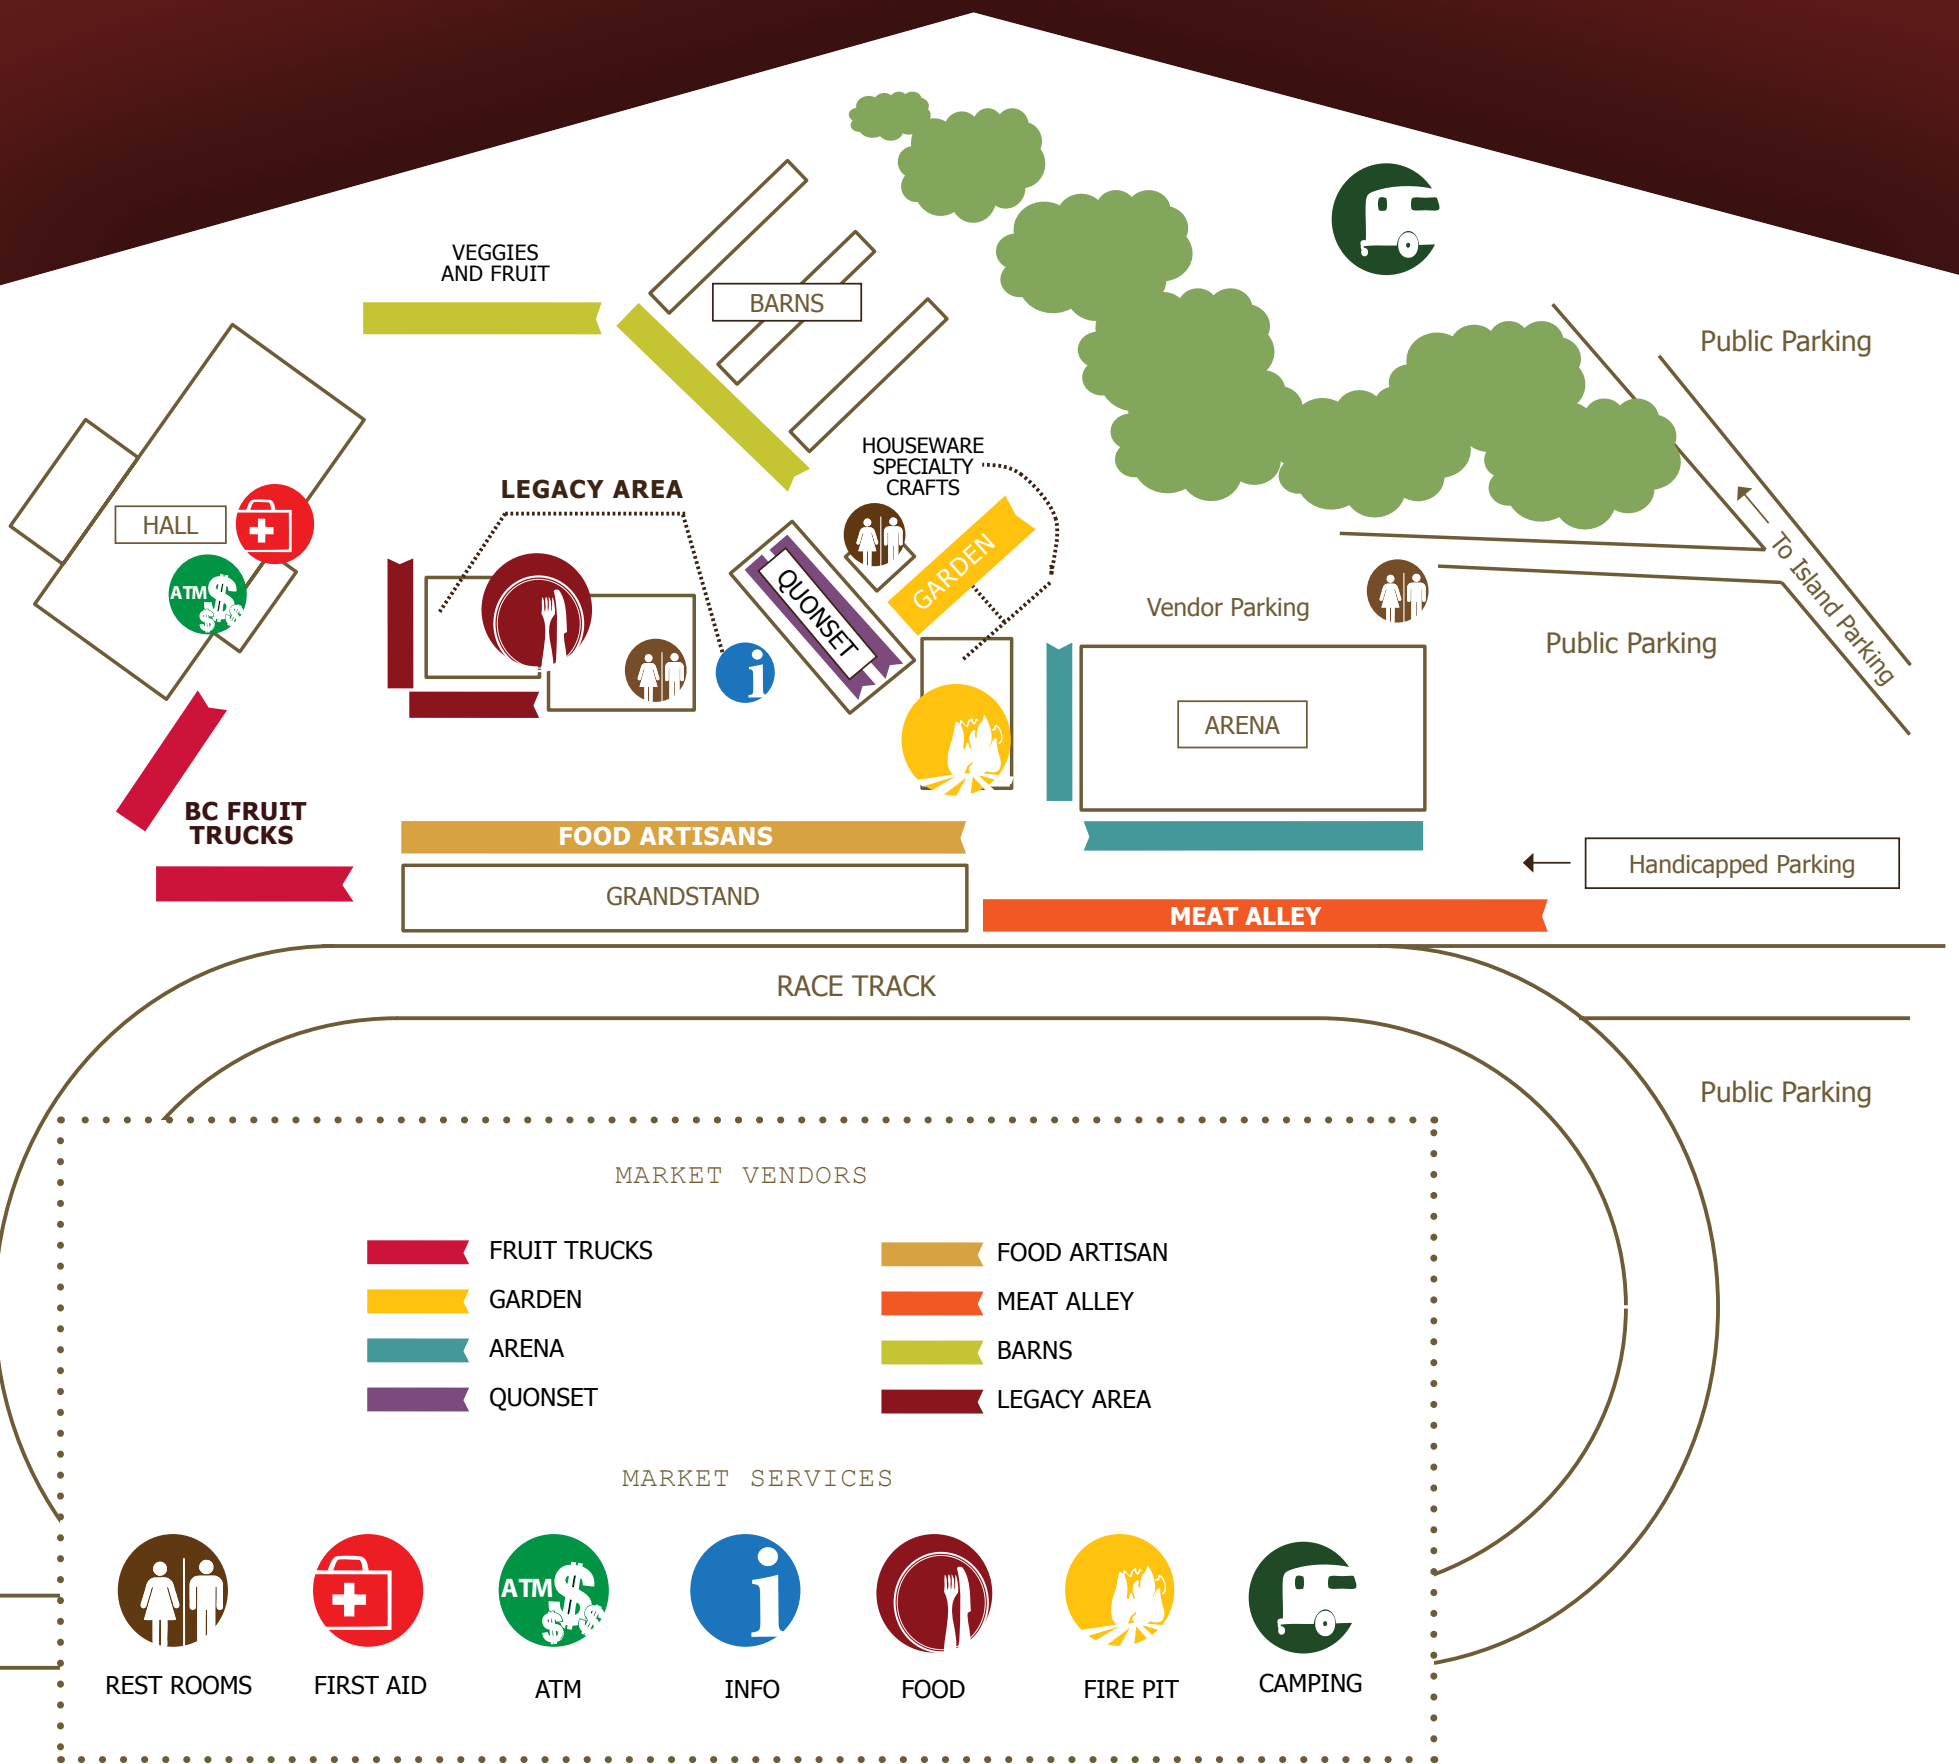 VEGGIES
AND FRUIT
BARNS
Public Parking
HOUSEWARE
SPECIALTY
CRAFTS
LEGACY AREA
HALL
ATM
$
$ $
QUONSET
GARDEN
i
Vendor Parking
To Island Parking
Public Parking
ARENA
BC FRUIT
TRUCKS
FOOD ARTISANS
Handicapped Parking
GRANDSTAND
MEAT ALLEY
RACE TRACK
Public Parking
MARKET VENDORS
FRUIT TRUCKS
GARDEN
ARENA
QUONSET
FOOD ARTISAN
MEAT ALLEY
BARNS
LEGACY AREA
MARKET SERVICES
ATM
$
$ $
i
REST ROOMS
FIRST AID
ATM
INFO
FOOD
FIRE PIT
CAMPING